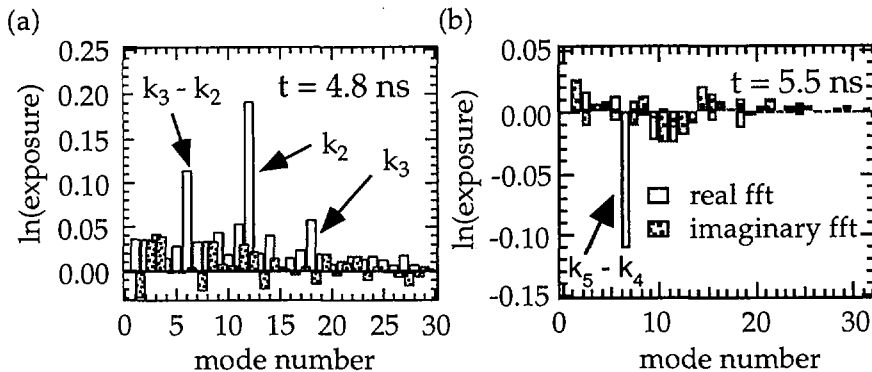 (a)
0.25
0.20
0.15
0.10
0.05
0.00
ln(exposure)
k3 - k2
t = 4.8 ns
k2
k3
0 5 10 15 20 25 30
mode number
(b)
0.05
0.00
-0.05
-0.10
-0.15
ln(exposure)
t = 5.5 ns
real fft
imaginary fft
k5 - k4
0 10 20 30
mode number